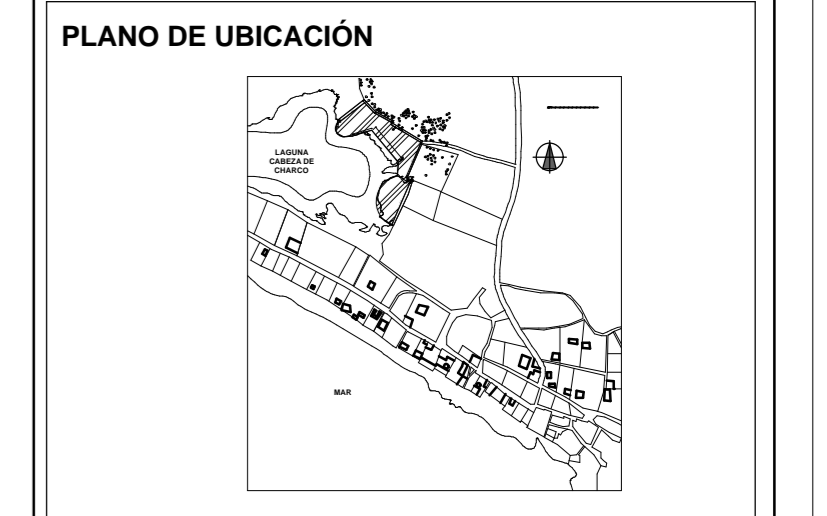 PLANO DE UBICACIÓN
LAGUNA
CABEZA DE
CHARCO
MAR